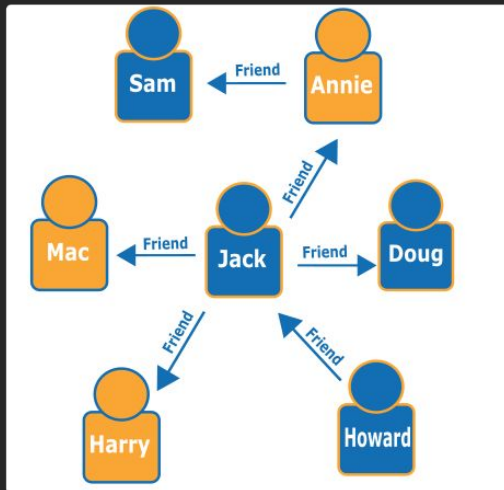 Friend
Sam
Annie
Friend
Mac
Friend
Jack
Friend
Doug
Friend
Friend
Harry
Howard